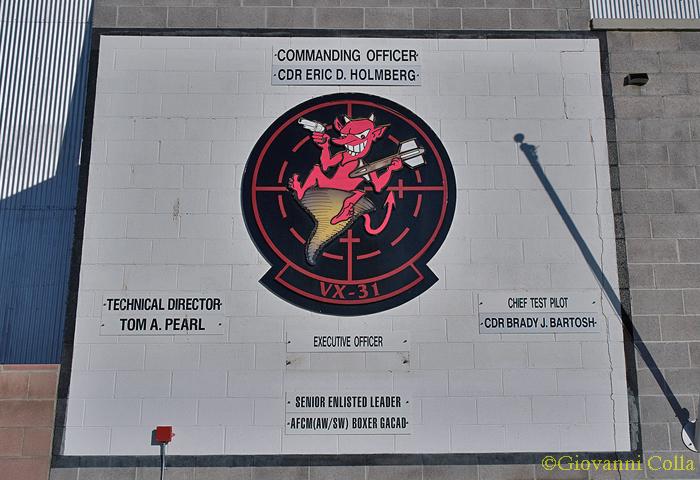 COMMANDING OFFICER
CDR ERIC D. HOLMBERG
VX-31
TECHNICAL DIRECTOR
TOM A. PEARL
CHIEF TEST PILOT
CDR BRADY J. BARTOSH
EXECUTIVE OFFICER
SENIOR ENLISTED LEADER
AFCM(AW/SW) BOXER GACAD
©Giovanni Colla